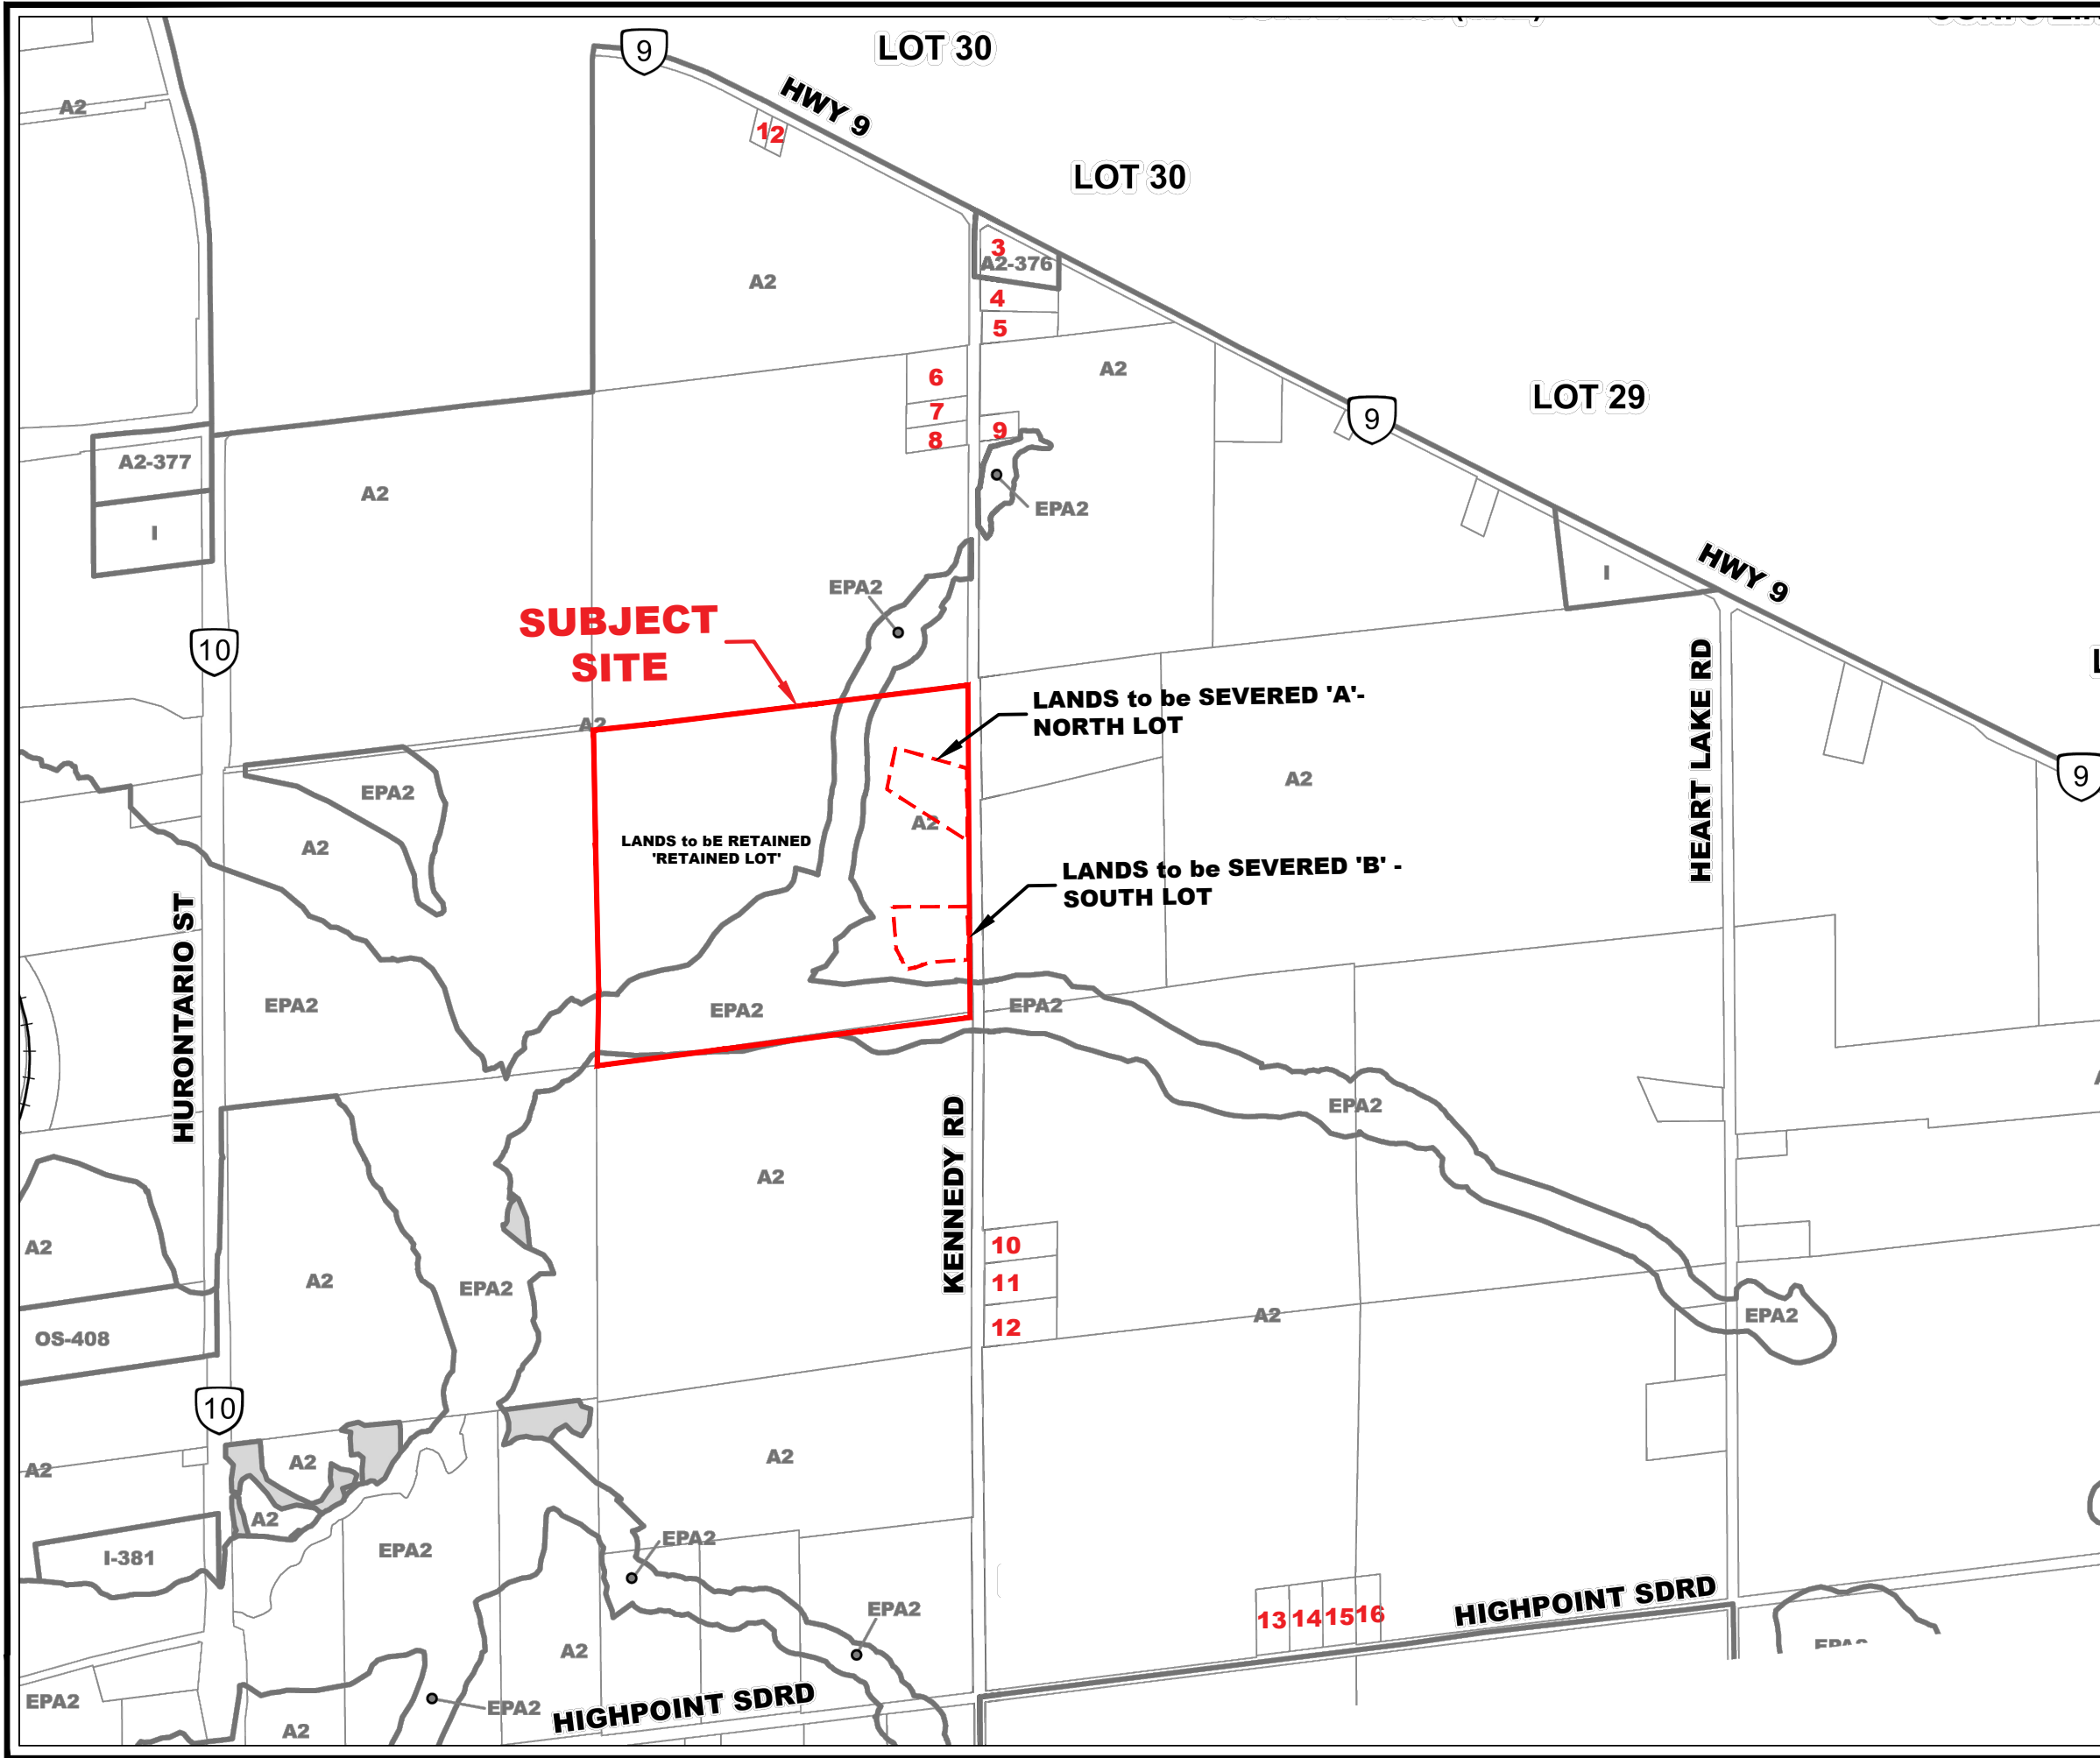 LOT 30
9
HWY 9
A2
1
2
LOT 30
3
A2-376
A2
4
5
A2
6
7
8
9
LOT 29
9
A2-377
A2
I
EPA2
HWY 9
I
EPA2
SUBJECT
SITE
10
HEART LAKE RD
LANDS to be SEVERED 'A'-
NORTH LOT
A2
9
A2
EPA2
A2
A2
LANDS to bE RETAINED
'RETAINED LOT'
LANDS to be SEVERED 'B' -
SOUTH LOT
HURONTARIO ST
EPA2
EPA2
EPA2
EPA2
KENNEDY RD
A2
A2
10
A2
EPA2
11
12
A2
EPA2
OS-408
10
A2
A2
A2
A2
I-381
EPA2
EPA2
EPA2
13
14
15
16
HIGHPOINT SDRD
A2
EPA2
EPA2
HIGHPOINT SDRD
A2